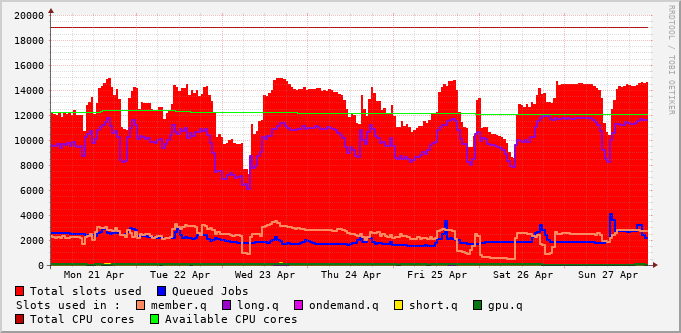 20000
18000
16000
14000
12000
10000
8000
6000
4000
2000
0
Mon 21 Apr Tue 22 Apr Wed 23 Apr Thu 24 Apr Fri 25 Apr Sat 26 Apr Sun 27 Apr
RRDTOOL / TOBI OETIKER
Total slots used Queued Jobs
Slots used in : member.q long.q ondemand.q short.q gpu.q
Total CPU cores Available CPU cores